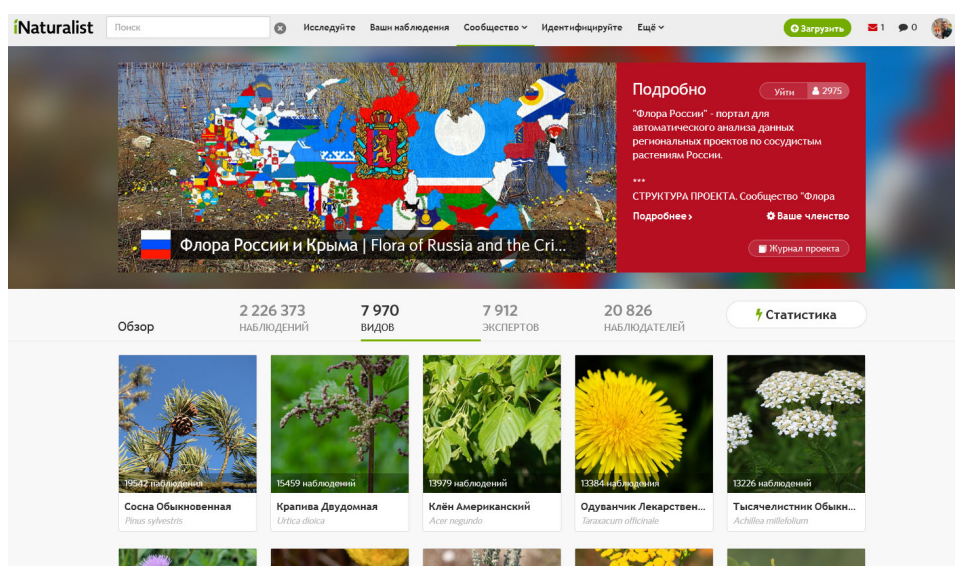 iNaturalist
Поиск
Исследуйте
Ваши наблюдения
Сообщество
Идентифицируйте
Ещё
Загрузить
1
0
Флора России и Крыма | Flora of Russia and the Cri...
Подробно
Уйти
2975
"Флора России" - портал для
автоматического анализа данных
региональных проектов по сосудистым
растениям России.
***
СТРУКТУРА ПРОЕКТА. Сообщество "Флора
Подробнее ›
Ваше членство
Журнал проекта
Обзор
2 226 373
НАБЛЮДЕНИЙ
7 970
ВИДОВ
7 912
ЭКСПЕРТОВ
20 826
НАБЛЮДАТЕЛЕЙ
Статистика
19542 наблюдения
Сосна Обыкновенная
Pinus sylvestris
15459 наблюдений
Крапива Двудомная
Urtica dioica
13979 наблюдений
Клён Американский
Acer negundo
13384 наблюдения
Одуванчик Лекарствен...
Taraxacum officinale
13226 наблюдений
Тысячелистник Обыкн...
Achillea millefolium